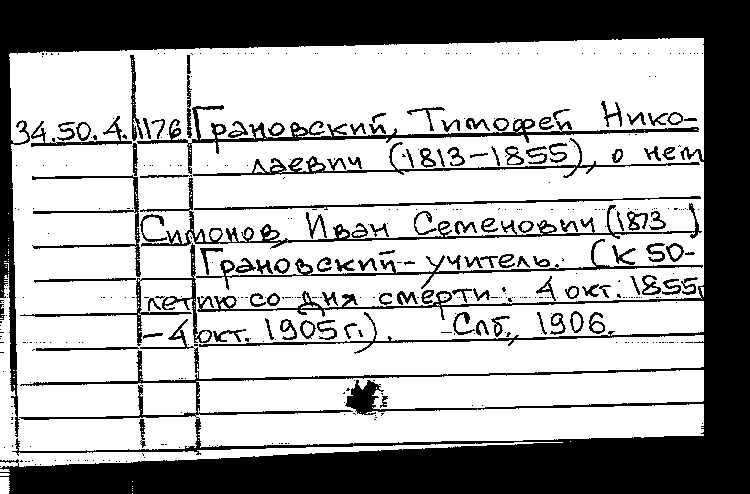 34.50.4. 1176 Грановский, Тимофей Нико-
лаевич (1813-1855), о нем
Симонов, Иван Семенович (1873 )
Грановский-учитель. (К 50-
летию со дня смерти: 4 окт. 1855г
-4 окт. 1905 г.). Спб., 1906.